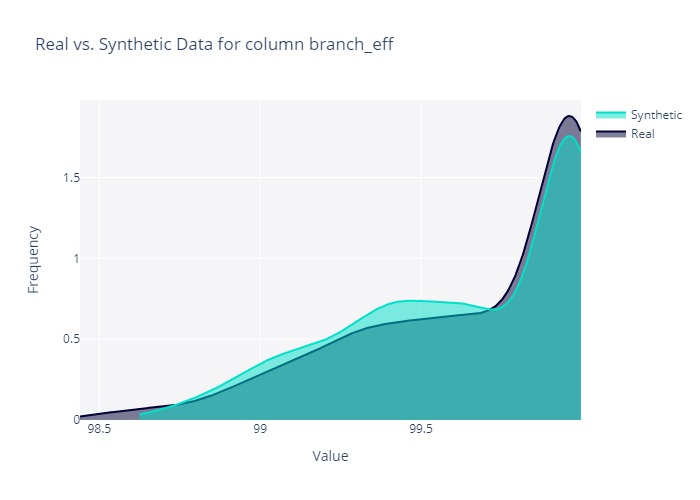 Real vs. Synthetic Data for column branch_eff
Synthetic
Real
1.5
1
0.5
0
98.5
99
99.5
Frequency
Value